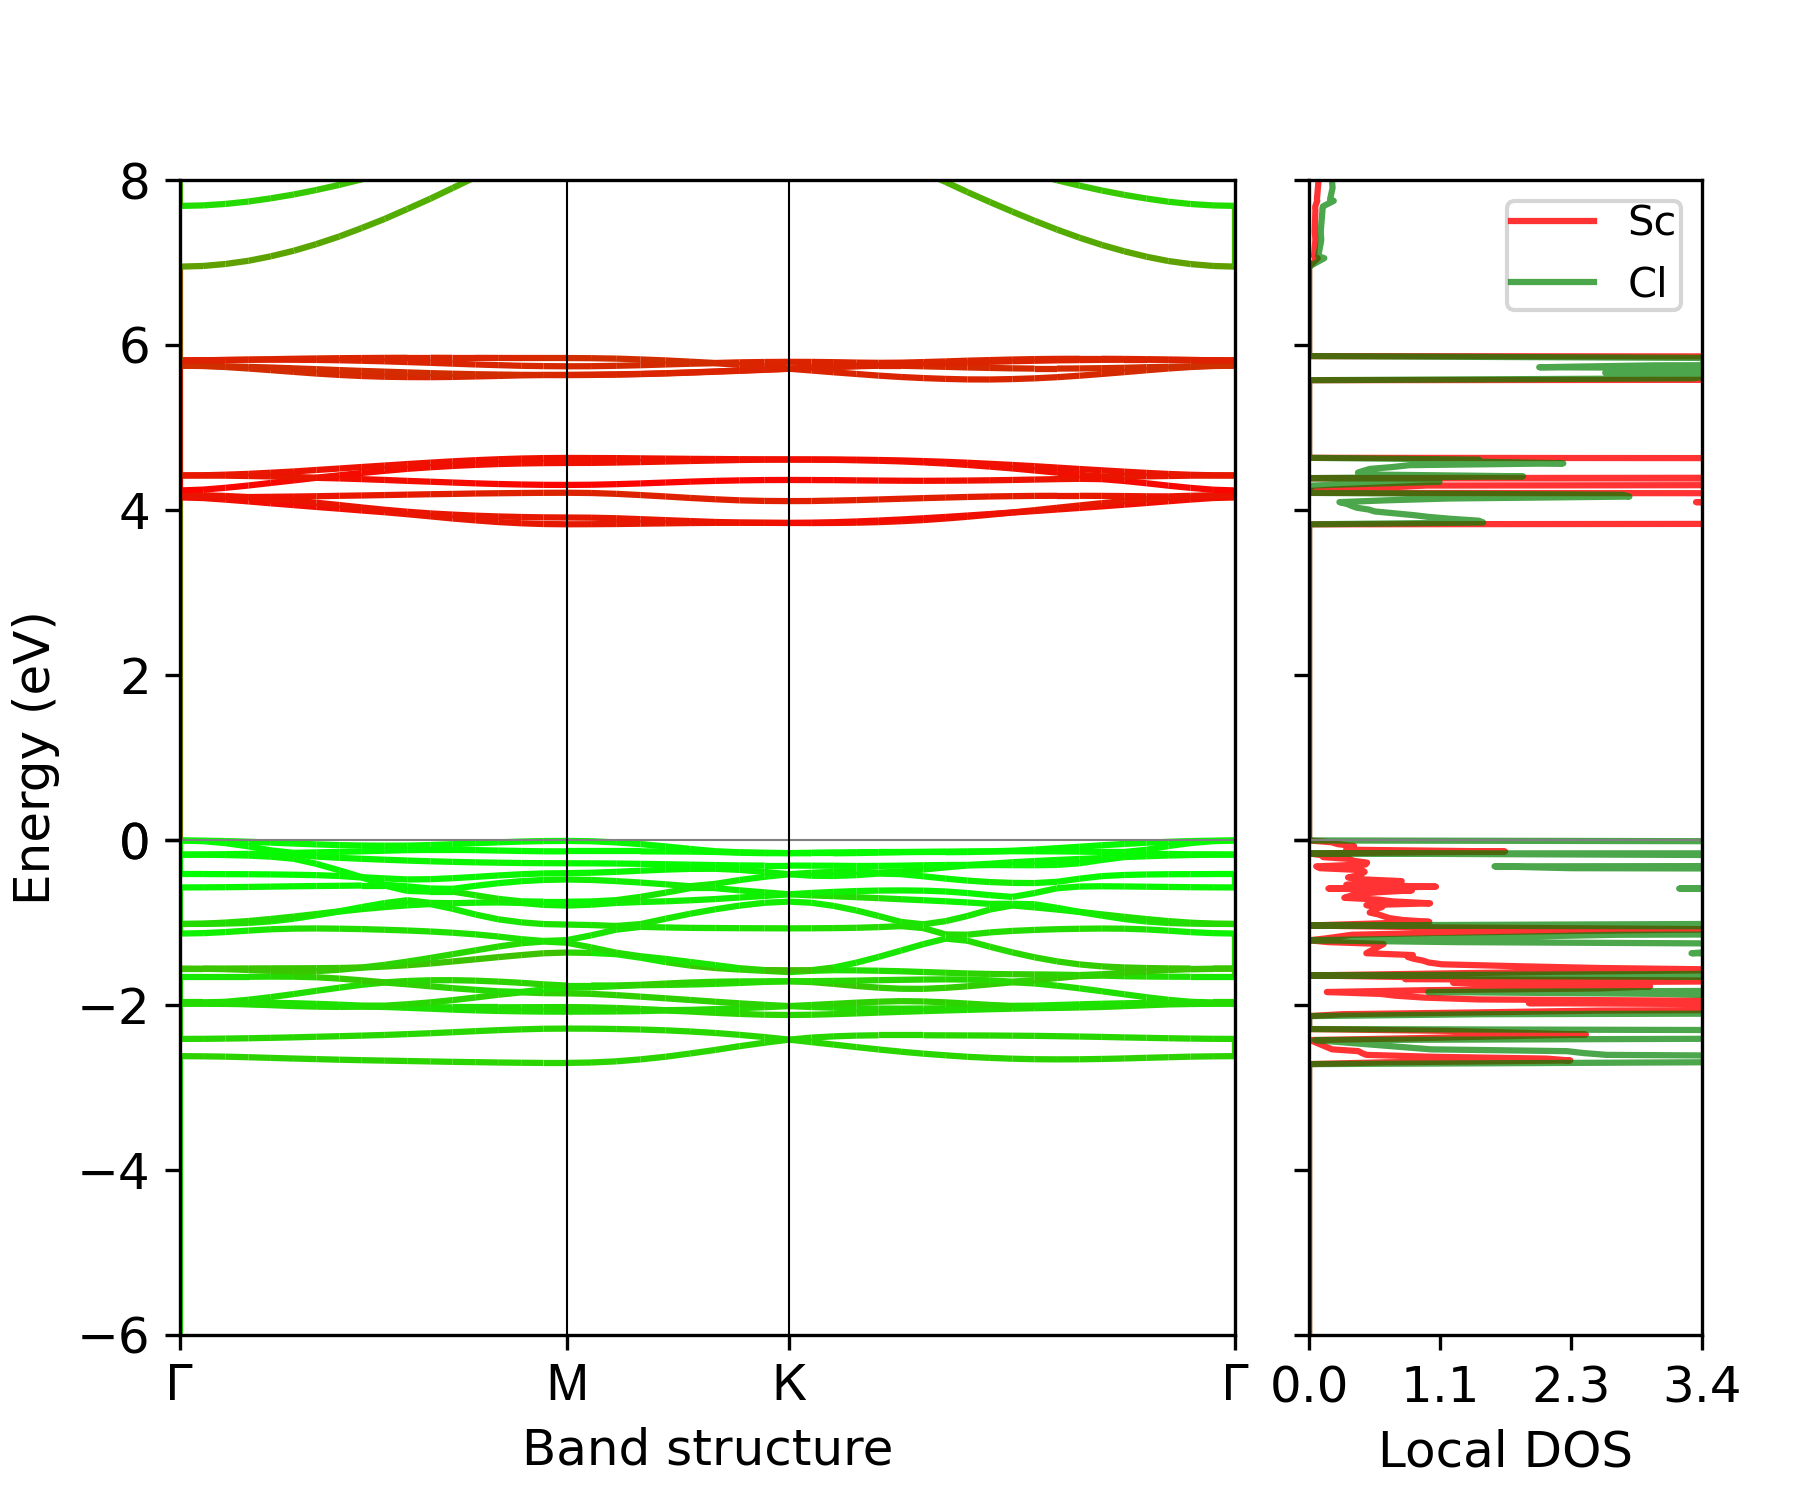 8
6
4
2
0
−2
−4
−6
Energy (eV)
Γ M K Γ
Band structure
Sc
Cl
0.0 1.1 2.3 3.4
Local DOS